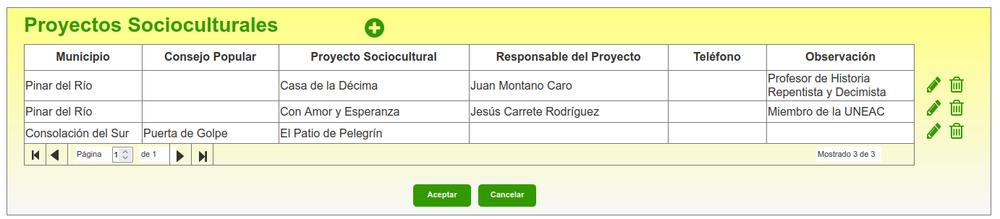 Proyectos Socioculturales
Municipio Consejo Popular Proyecto Sociocultural Responsable del Proyecto Teléfono Observación
Pinar del Río Casa de la Décima Juan Montano Caro Profesor de Historia
Repentista y Decimista
Pinar del Río Con Amor y Esperanza Jesús Carrete Rodríguez Miembro de la UNEAC
Consolación del Sur Puerta de Golpe El Patio de Pelegrín
Página 1 de 1 Mostrado 3 de 3
Aceptar Cancelar